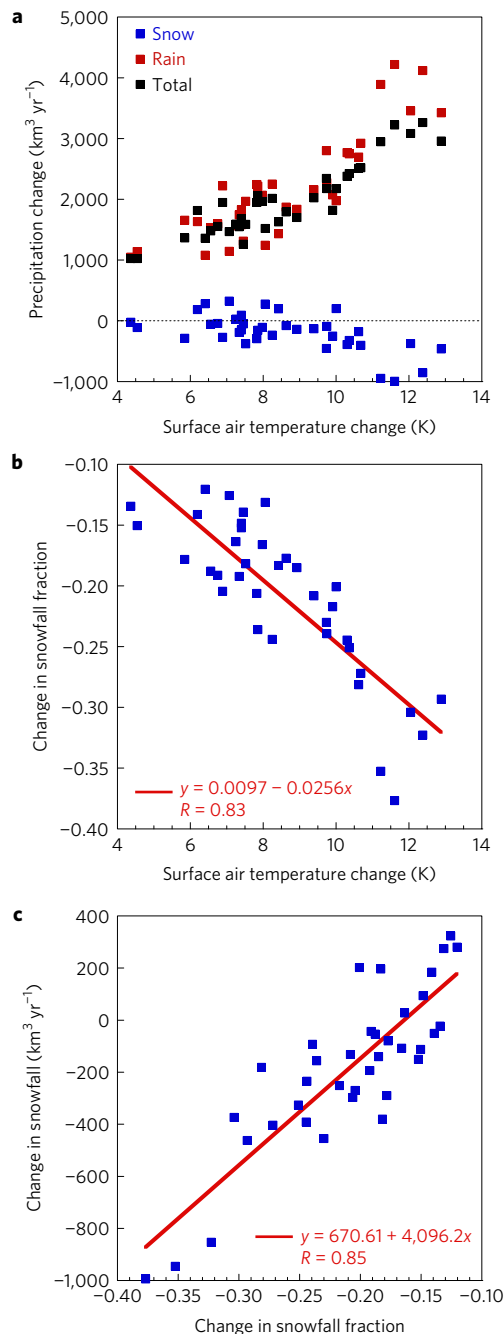 a
5,000
4,000
3,000
2,000
1,000
0
−1,000
Precipitation change (km³ yr⁻¹)
Snow
Rain
Total
4 6 8 10 12 14
Surface air temperature change (K)
b
−0.10
−0.15
−0.20
−0.25
−0.30
−0.35
−0.40
Change in snowfall fraction
y = 0.0097 − 0.0256x
R = 0.83
4 6 8 10 12 14
Surface air temperature change (K)
c
400
200
0
−200
−400
−600
−800
−1,000
Change in snowfall (km³ yr⁻¹)
y = 670.61 + 4,096.2x
R = 0.85
−0.40 −0.35 −0.30 −0.25 −0.20 −0.15 −0.10
Change in snowfall fraction